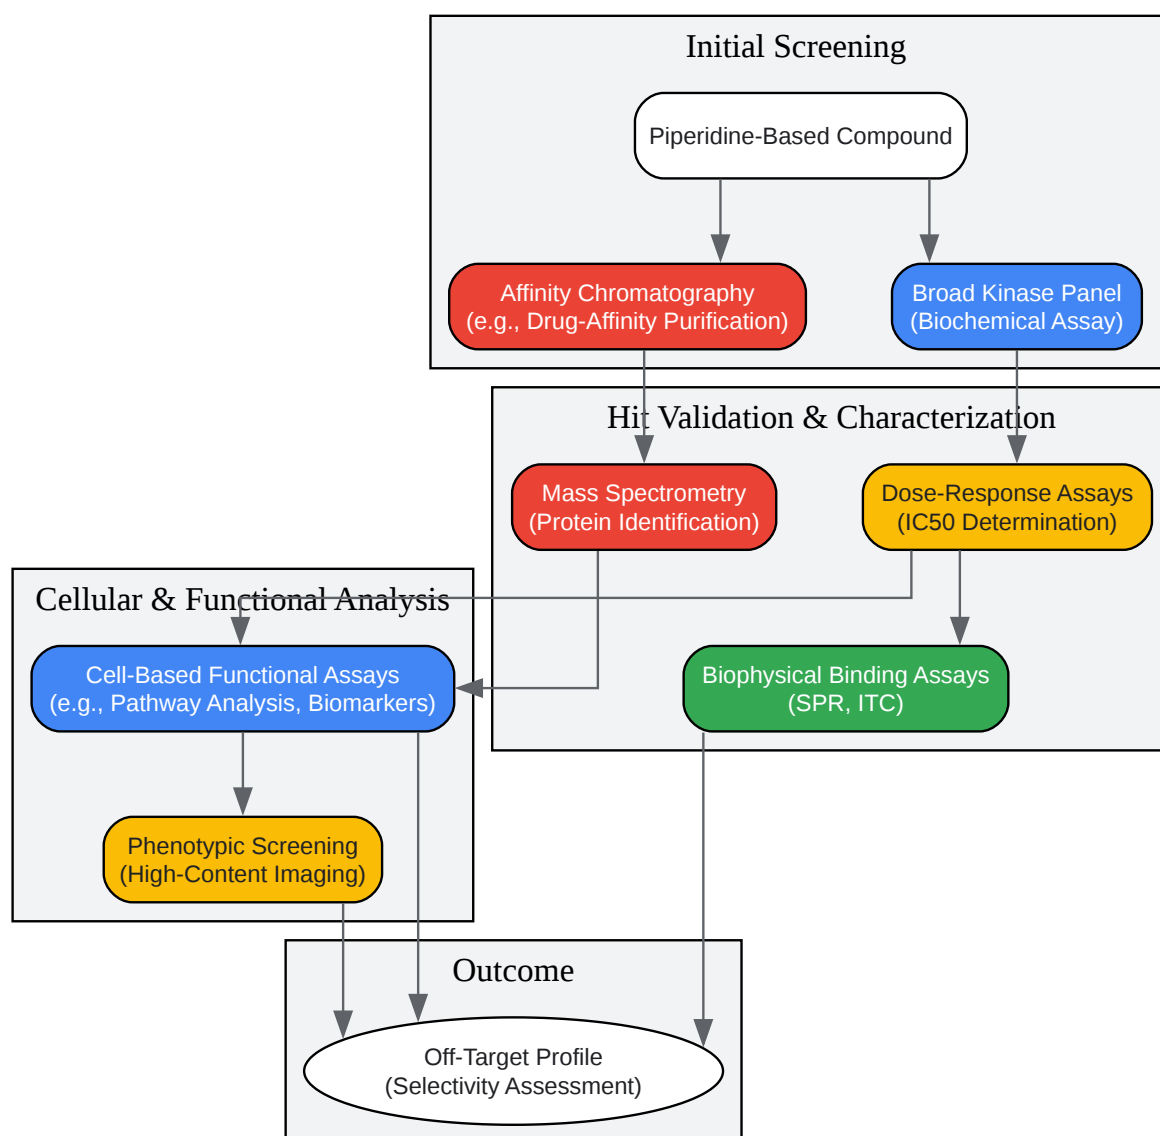 Initial Screening
Piperidine-Based Compound
Affinity Chromatography
(e.g., Drug-Affinity Purification)
Broad Kinase Panel
(Biochemical Assay)
Hit Validation & Characterization
Mass Spectrometry
(Protein Identification)
Dose-Response Assays
(IC50 Determination)
Cellular & Functional Analysis
Cell-Based Functional Assays
(e.g., Pathway Analysis, Biomarkers)
Biophysical Binding Assays
(SPR, ITC)
Phenotypic Screening
(High-Content Imaging)
Outcome
Off-Target Profile
(Selectivity Assessment)